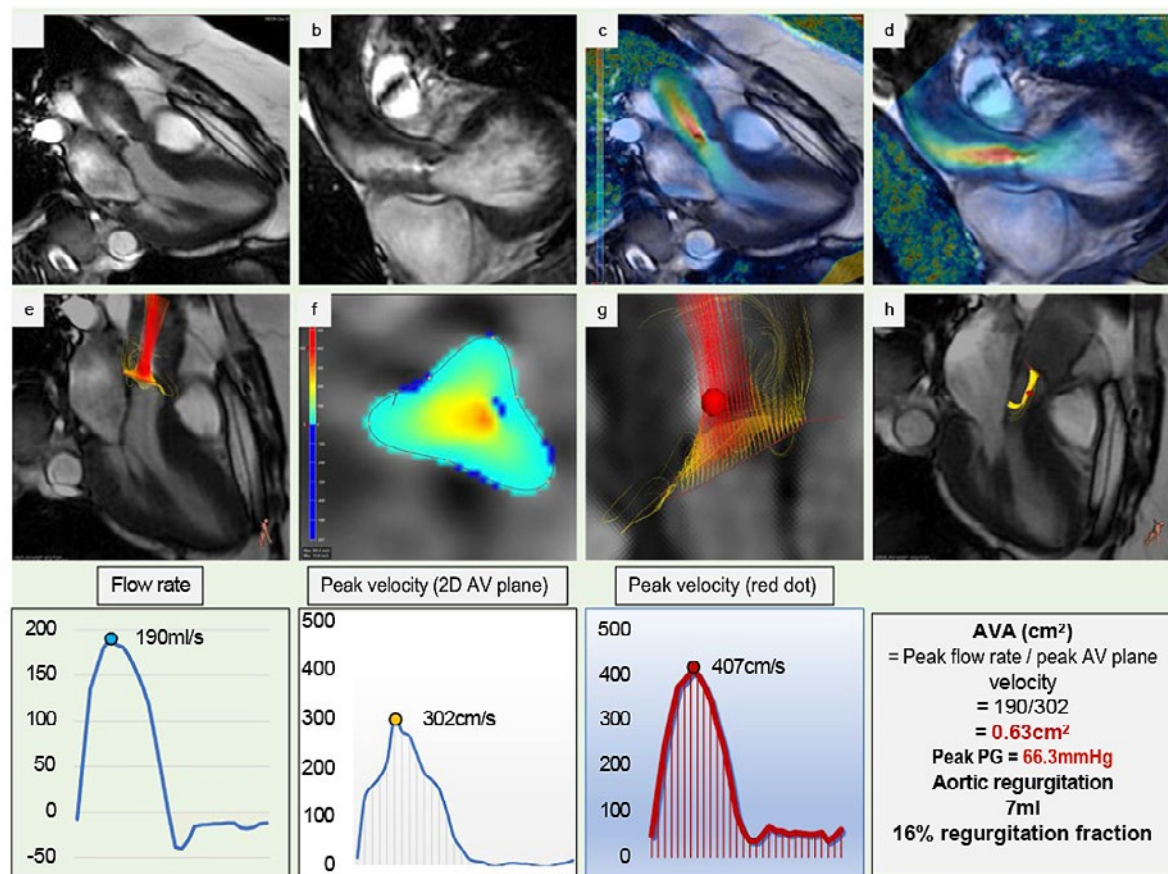 b
c
d
e
f
g
h
Flow rate
Peak velocity (2D AV plane)
Peak velocity (red dot)
200
150
100
50
0
-50
190ml/s
500
400
300
200
100
0
302cm/s
500
400
300
200
100
0
407cm/s
AVA (cm²)
= Peak flow rate / peak AV plane
velocity
= 190/302
= 0.63cm²
Peak PG = 66.3mmHg
Aortic regurgitation
7ml
16% regurgitation fraction